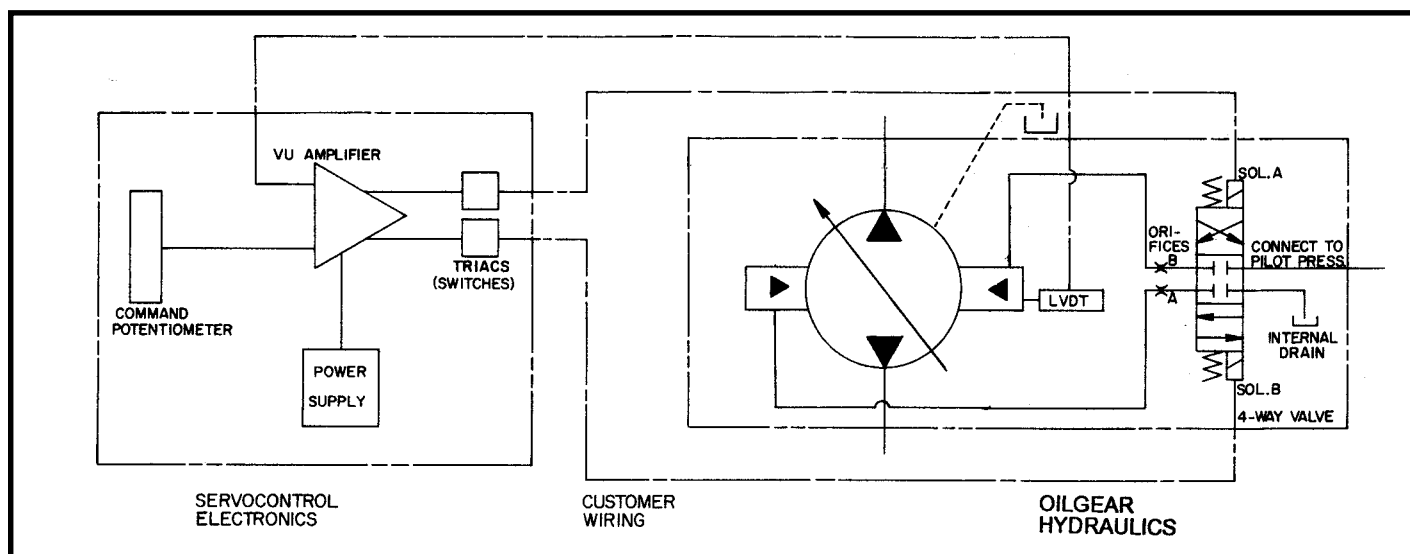 VU AMPLIFIER
COMMAND
POTENTIOMETER
POWER
SUPPLY
TRIACS
(SWITCHES)
LVDT
ORI-
FICES
B
A
SOL.A
CONNECT TO
PILOT PRESS.
INTERNAL
DRAIN
SOL.B
4-WAY VALVE
SERVOCONTROL
ELECTRONICS
CUSTOMER
WIRING
OILGEAR
HYDRAULICS